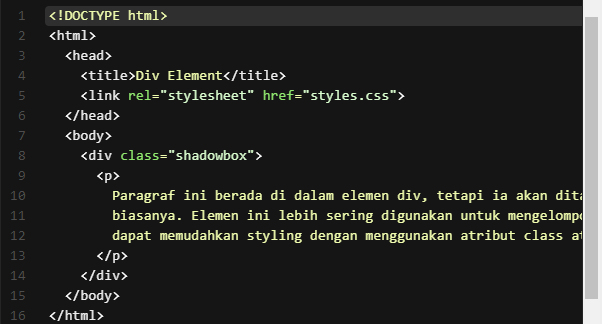 1 <!DOCTYPE html>
2 <html>
3 <head>
4 <title>Div Element</title>
5 <link rel="stylesheet" href="styles.css">
6 </head>
7 <body>
8 <div class="shadowbox">
9 <p>
10 Paragraf ini berada di dalam elemen div, tetapi ia akan dita
11 biasanya. Elemen ini lebih sering digunakan untuk mengelompo
12 dapat memudahkan styling dengan menggunakan atribut class at
13 </p>
14 </div>
15 </body>
16 </html>